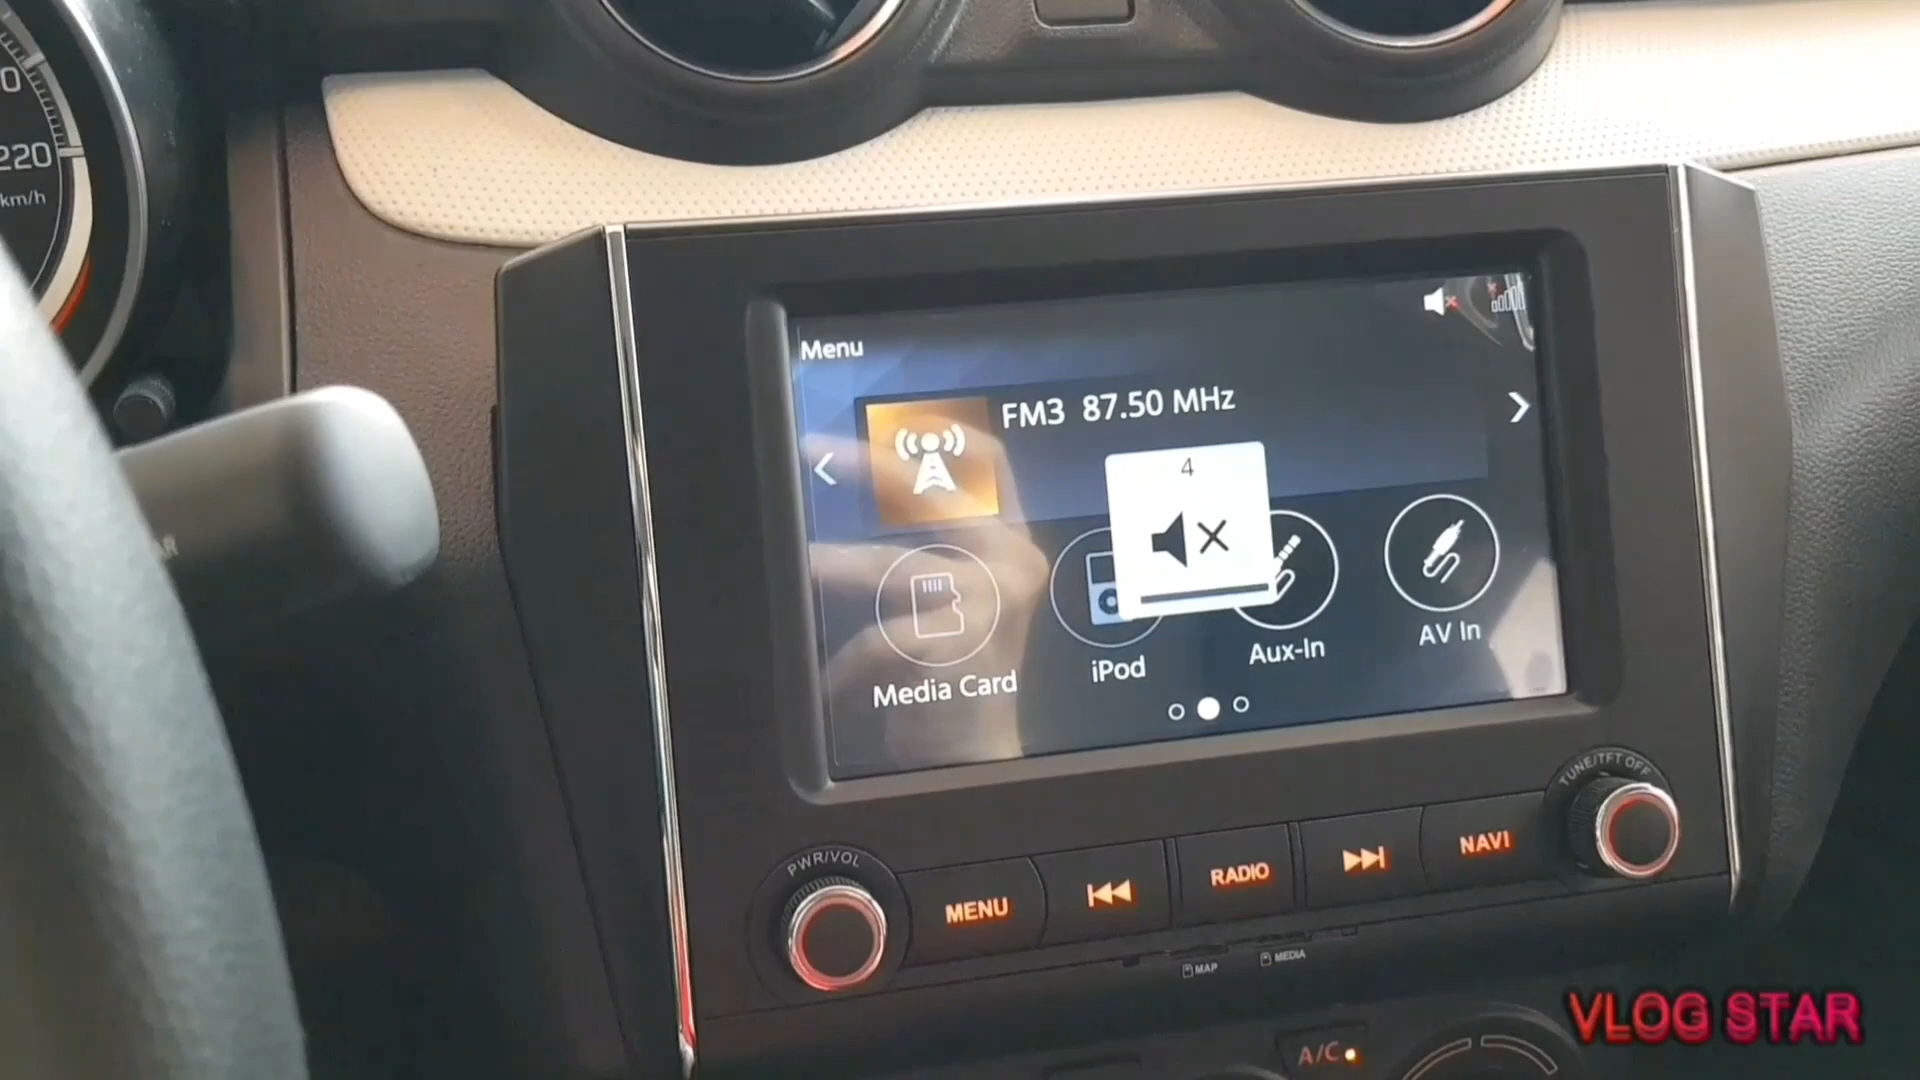 220
km/h
Menu
FM3 87.50 MHz
4
Media Card
iPod
Aux-In
AV In
PWR/VOL
MENU
RADIO
NAVI
TUNE/TFT OFF
MAP
MEDIA
A/C
VLOG STAR